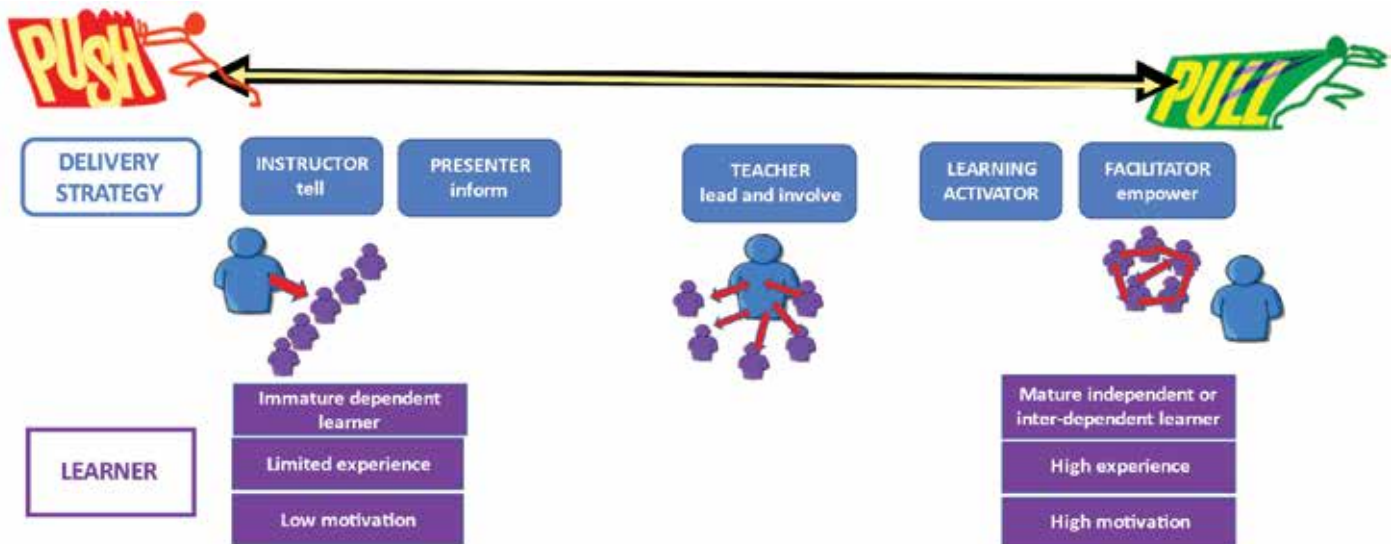 PUSH
PULL
DELIVERY
STRATEGY
INSTRUCTOR
tell
PRESENTER
inform
TEACHER
lead and involve
LEARNING
ACTIVATOR
FACILITATOR
empower
LEARNER
Immature dependent
learner
Limited experience
Low motivation
Mature independent or
inter-dependent learner
High experience
High motivation